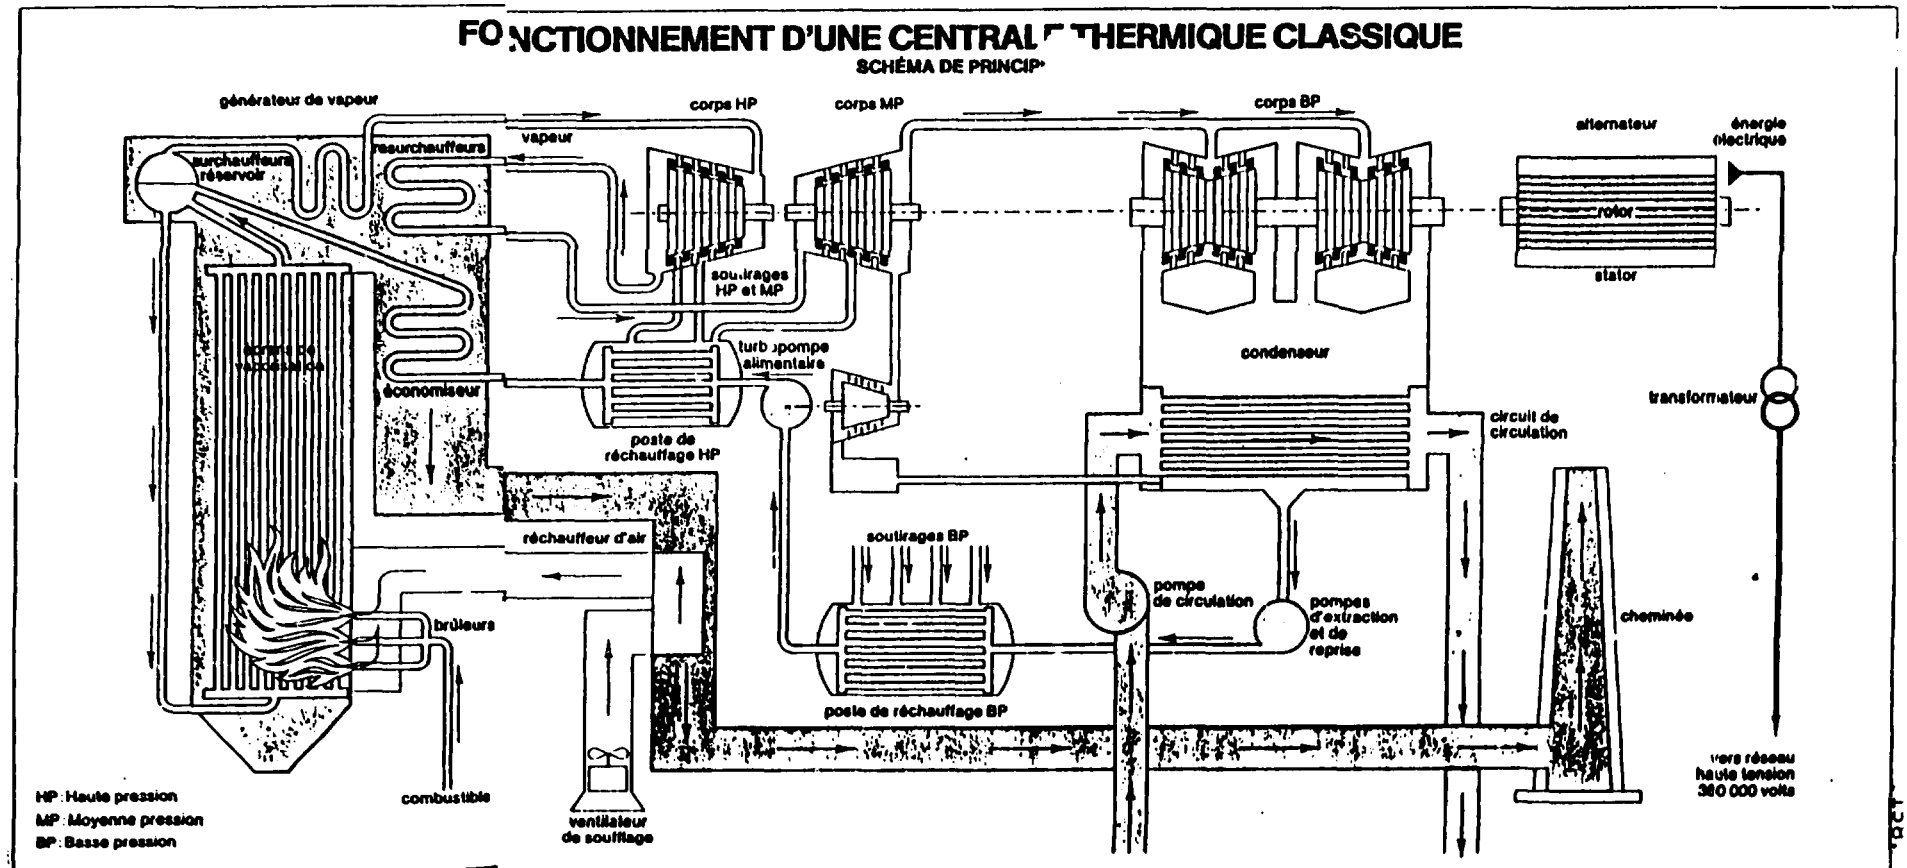 FONCTIONNEMENT D'UNE CENTRALE THERMIQUE CLASSIQUE
SCHÉMA DE PRINCIP
générateur de vapeur
corps HP
corps MP
corps BP
alternateur
énergie
électrique
vapeur
surchauffeurs
resurchauffeurs
réservoir
rotor
stator
soutirages
HP et MP
turbopompe
alimentaire
condenseur
économiseur
transformateur
circuit de
circulation
poste de
réchauffage HP
réchauffeur d'air
soutirages BP
pompe
de circulation
pompes
d'extraction
et de
reprise
cheminée
brûleurs
poste de réchauffage BP
vers réseau
haute tension
380 000 volts
combustible
ventilateur
de soufflage
HP : Haute pression
MP : Moyenne pression
BP : Basse pression